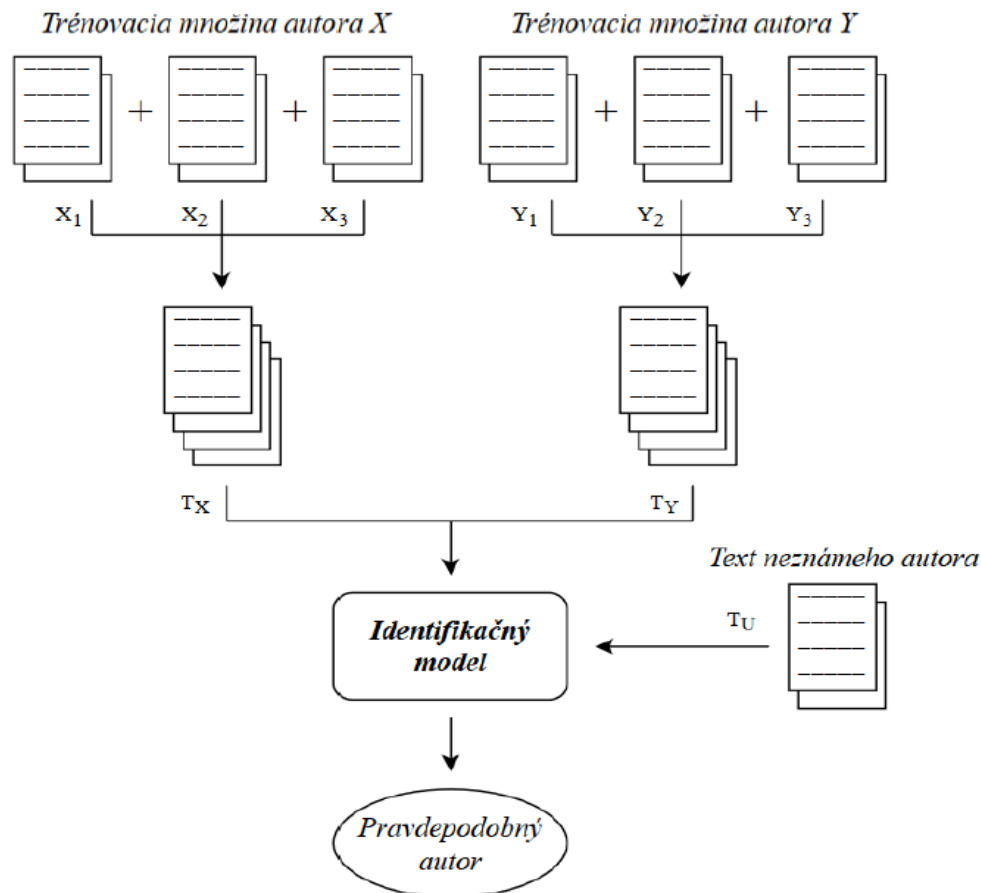 Trénovacia množina autora X
Trénovacia množina autora Y
+ + + +
X1 X2 X3
Y1 Y2 Y3
TX TY
Text neznámeho autora
TU
Identifikačný
model
Pravdepodobný
autor